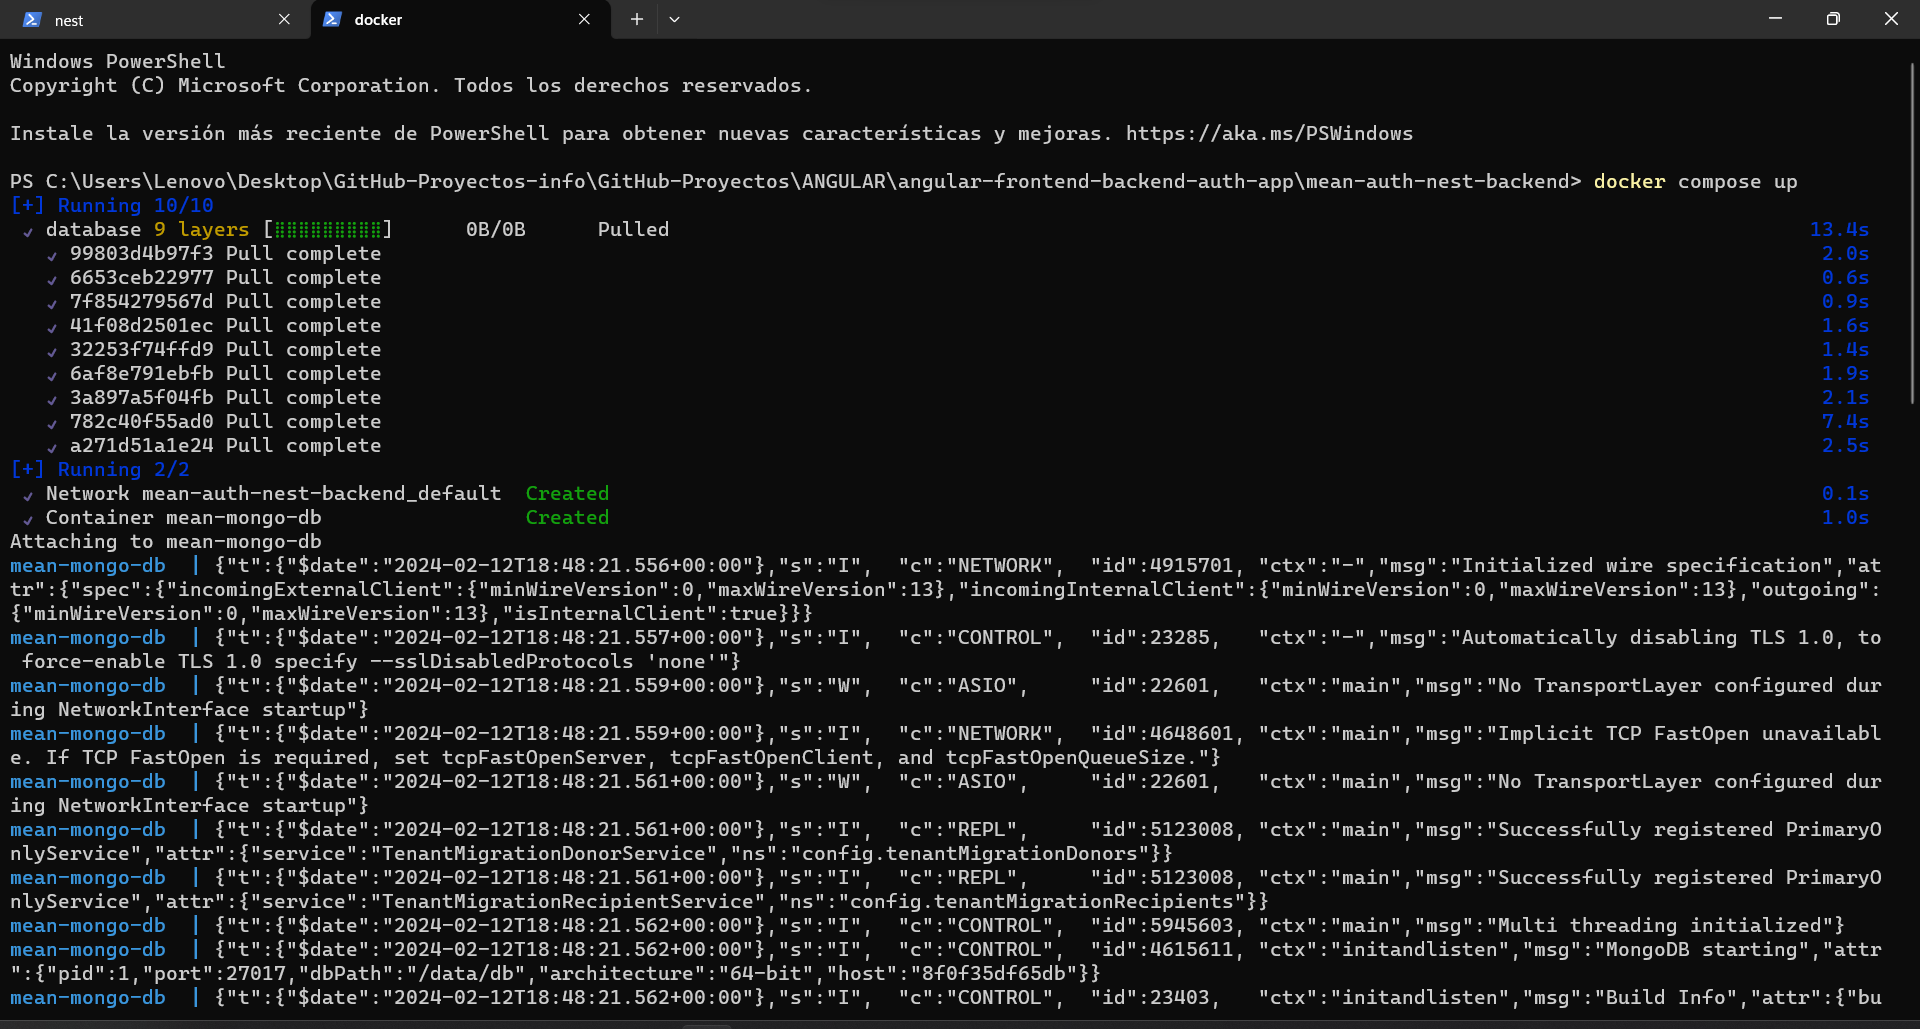 nest
docker
Windows PowerShell
Copyright (C) Microsoft Corporation. Todos los derechos reservados.
Instale la versión más reciente de PowerShell para obtener nuevas características y mejoras. https://aka.ms/PSWindows
PS C:\Users\Lenovo\Desktop\GitHub-Proyectos-info\GitHub-Proyectos\ANGULAR\angular-frontend-backend-auth-app\mean-auth-nest-backend> docker compose up
[+] Running 10/10
✓ database 9 layers [⣿⣿⣿⣿⣿⣿⣿⣿⣿] 0B/0B Pulled 13.4s
✓ 99803d4b97f3 Pull complete 2.0s
✓ 6653ceb22977 Pull complete 0.6s
✓ 7f854279567d Pull complete 0.9s
✓ 41f08d2501ec Pull complete 1.6s
✓ 32253f74ffd9 Pull complete 1.4s
✓ 6af8e791ebfb Pull complete 1.9s
✓ 3a897a5f04fb Pull complete 2.1s
✓ 782c40f55ad0 Pull complete 7.4s
✓ a271d51a1e24 Pull complete 2.5s
[+] Running 2/2
✓ Network mean-auth-nest-backend_default Created 0.1s
✓ Container mean-mongo-db Created 1.0s
Attaching to mean-mongo-db
mean-mongo-db | {"t":{"$date":"2024-02-12T18:48:21.556+00:00"},"s":"I", "c":"NETWORK", "id":4915701, "ctx":"-","msg":"Initialized wire specification","at
tr":{"spec":{"incomingExternalClient":{"minWireVersion":0,"maxWireVersion":13},"incomingInternalClient":{"minWireVersion":0,"maxWireVersion":13},"outgoing":
{"minWireVersion":0,"maxWireVersion":13},"isInternalClient":true}}}
mean-mongo-db | {"t":{"$date":"2024-02-12T18:48:21.557+00:00"},"s":"I", "c":"CONTROL", "id":23285, "ctx":"-","msg":"Automatically disabling TLS 1.0, to
force-enable TLS 1.0 specify --sslDisabledProtocols 'none'"}
mean-mongo-db | {"t":{"$date":"2024-02-12T18:48:21.559+00:00"},"s":"W", "c":"ASIO", "id":22601, "ctx":"main","msg":"No TransportLayer configured dur
ing NetworkInterface startup"}
mean-mongo-db | {"t":{"$date":"2024-02-12T18:48:21.559+00:00"},"s":"I", "c":"NETWORK", "id":4648601, "ctx":"main","msg":"Implicit TCP FastOpen unavailabl
e. If TCP FastOpen is required, set tcpFastOpenServer, tcpFastOpenClient, and tcpFastOpenQueueSize."}
mean-mongo-db | {"t":{"$date":"2024-02-12T18:48:21.561+00:00"},"s":"W", "c":"ASIO", "id":22601, "ctx":"main","msg":"No TransportLayer configured dur
ing NetworkInterface startup"}
mean-mongo-db | {"t":{"$date":"2024-02-12T18:48:21.561+00:00"},"s":"I", "c":"REPL", "id":5123008, "ctx":"main","msg":"Successfully registered PrimaryO
nlyService","attr":{"service":"TenantMigrationDonorService","ns":"config.tenantMigrationDonors"}}
mean-mongo-db | {"t":{"$date":"2024-02-12T18:48:21.561+00:00"},"s":"I", "c":"REPL", "id":5123008, "ctx":"main","msg":"Successfully registered PrimaryO
nlyService","attr":{"service":"TenantMigrationRecipientService","ns":"config.tenantMigrationRecipients"}}
mean-mongo-db | {"t":{"$date":"2024-02-12T18:48:21.562+00:00"},"s":"I", "c":"CONTROL", "id":5945603, "ctx":"main","msg":"Multi threading initialized"}
mean-mongo-db | {"t":{"$date":"2024-02-12T18:48:21.562+00:00"},"s":"I", "c":"CONTROL", "id":4615611, "ctx":"initandlisten","msg":"MongoDB starting","attr
":{"pid":1,"port":27017,"dbPath":"/data/db","architecture":"64-bit","host":"8f0f35df65db"}}
mean-mongo-db | {"t":{"$date":"2024-02-12T18:48:21.562+00:00"},"s":"I", "c":"CONTROL", "id":23403, "ctx":"initandlisten","msg":"Build Info","attr":{"bu